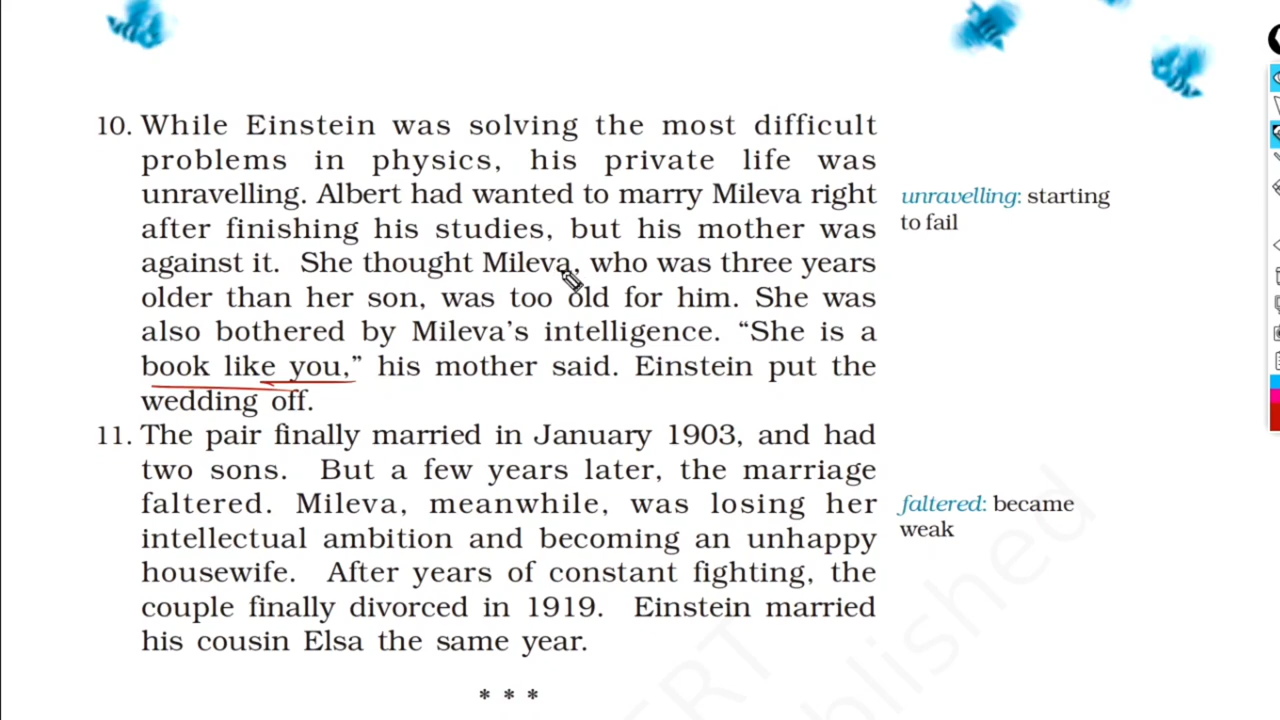 10. While Einstein was solving the most difficult
problems in physics, his private life was
unravelling. Albert had wanted to marry Mileva right
after finishing his studies, but his mother was
against it. She thought Mileva, who was three years
older than her son, was too old for him. She was
also bothered by Mileva's intelligence. “She is a
book like you,” his mother said. Einstein put the
wedding off.
unravelling: starting
to fail
11. The pair finally married in January 1903, and had
two sons. But a few years later, the marriage
faltered. Mileva, meanwhile, was losing her
intellectual ambition and becoming an unhappy
housewife. After years of constant fighting, the
couple finally divorced in 1919. Einstein married
his cousin Elsa the same year.
faltered: became
weak
* * *